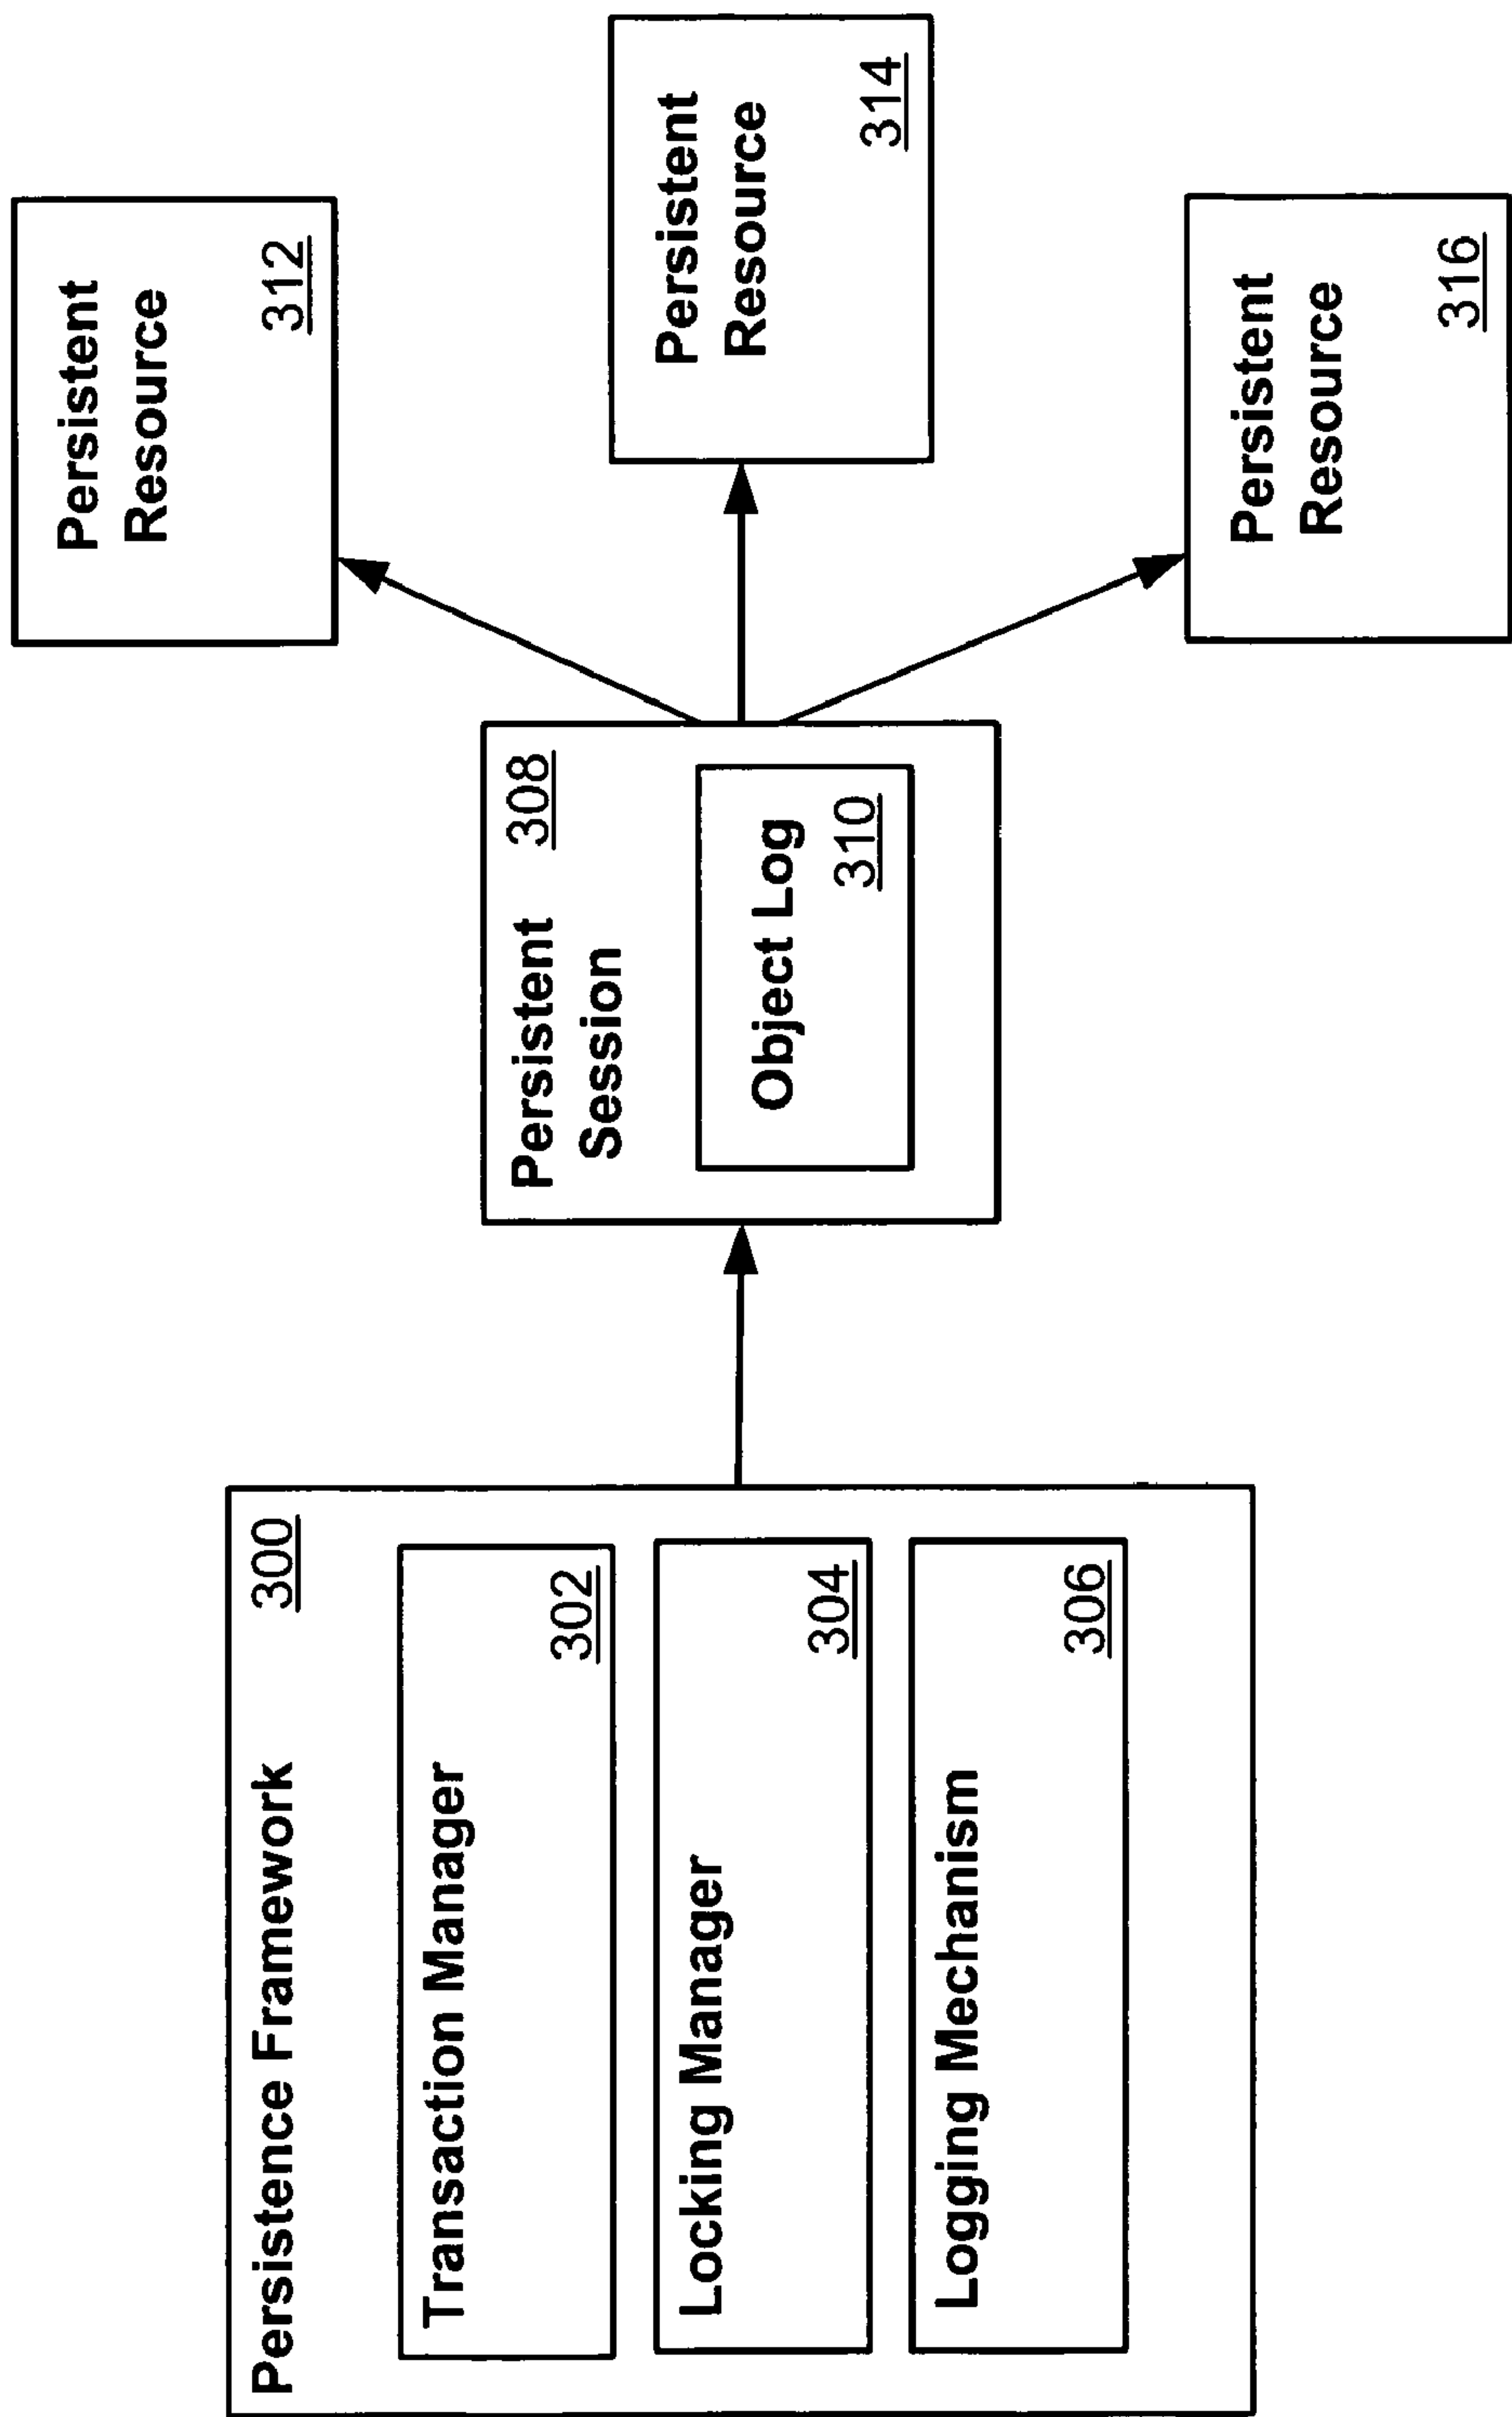 Persistence Framework
300
Transaction Manager
302
Locking Manager
304
Logging Mechanism
306
Persistent
Session
308
Object Log
310
Persistent
Resource
312
Persistent
Resource
314
Persistent
Resource
316